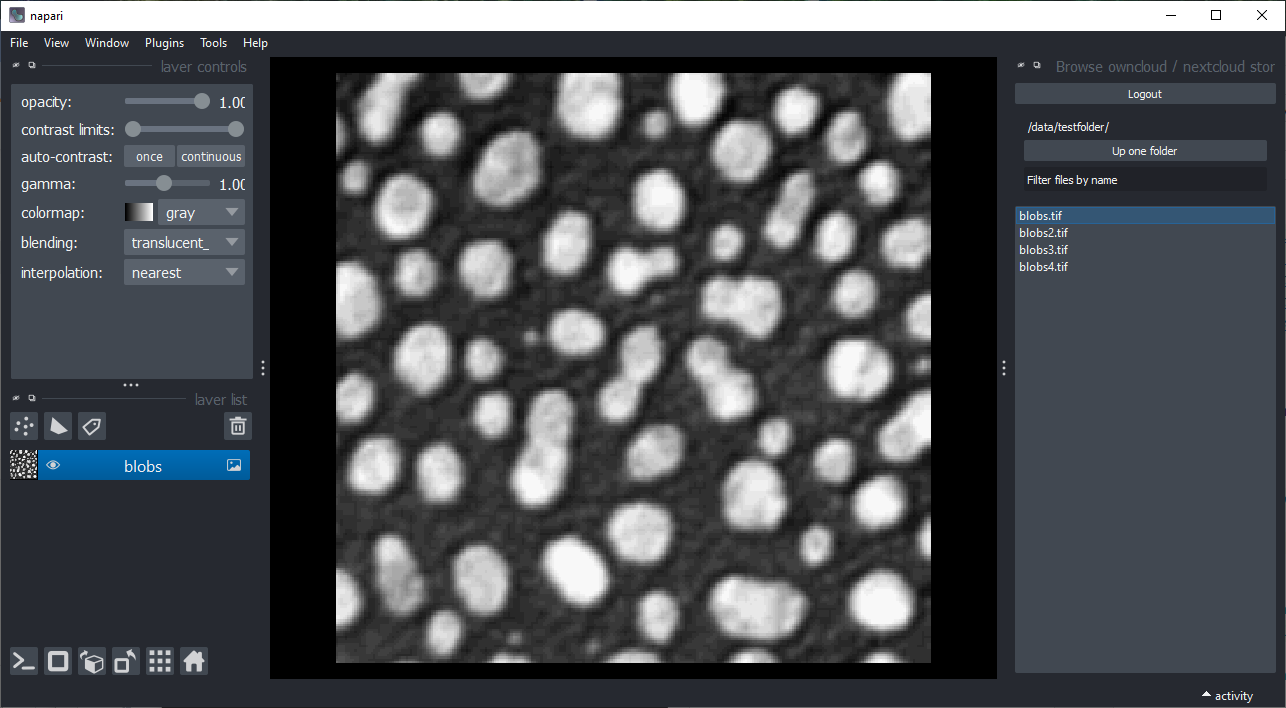 napari
File View Window Plugins Tools Help
layer controls
opacity: 1.00
contrast limits:
auto-contrast: once continuous
gamma: 1.00
colormap: gray
blending: translucent_
interpolation: nearest
layer list
blobs
Browse owncloud / nextcloud stor
Logout
/data/testfolder/
Up one folder
Filter files by name
blobs.tif
blobs2.tif
blobs3.tif
blobs4.tif
activity